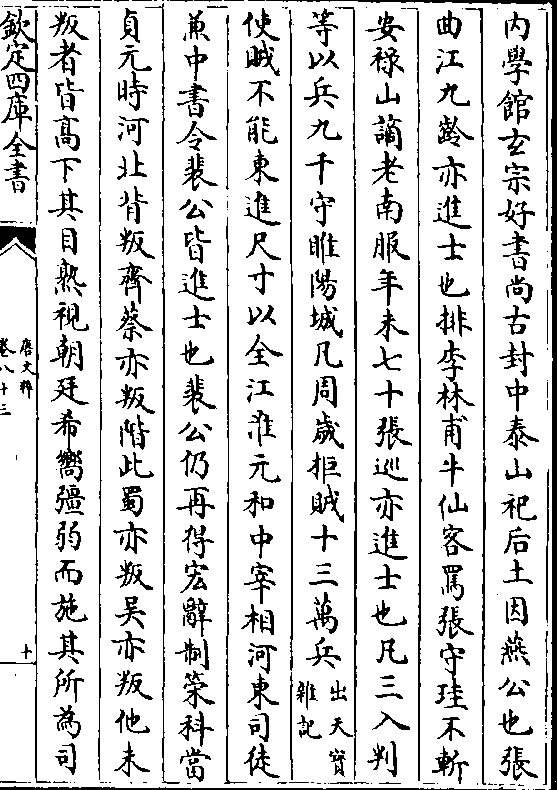 内學館玄宗好書尚古封中泰山祀后土因燕公也張
曲江九齡亦進士也排李林甫牛仙客罵張守珪不斬
安祿山謫老南服年未七十張巡亦進士也凡三入判
等以兵九千守睢陽城凡周歲拒賊十三萬兵出天寶雜記
使賊不能東進尺寸以全江淮元和中宰相河東司徒
兼中書令裴公皆進士也裴公仍再得宏辭制策科當
貞元時河北背叛齊蔡亦叛階此蜀亦叛吳亦叛他未
叛者皆高下其目熟視朝廷希嚮彊弱而施其所為司
欽定四庫全書
唐文粹
卷八十三
十